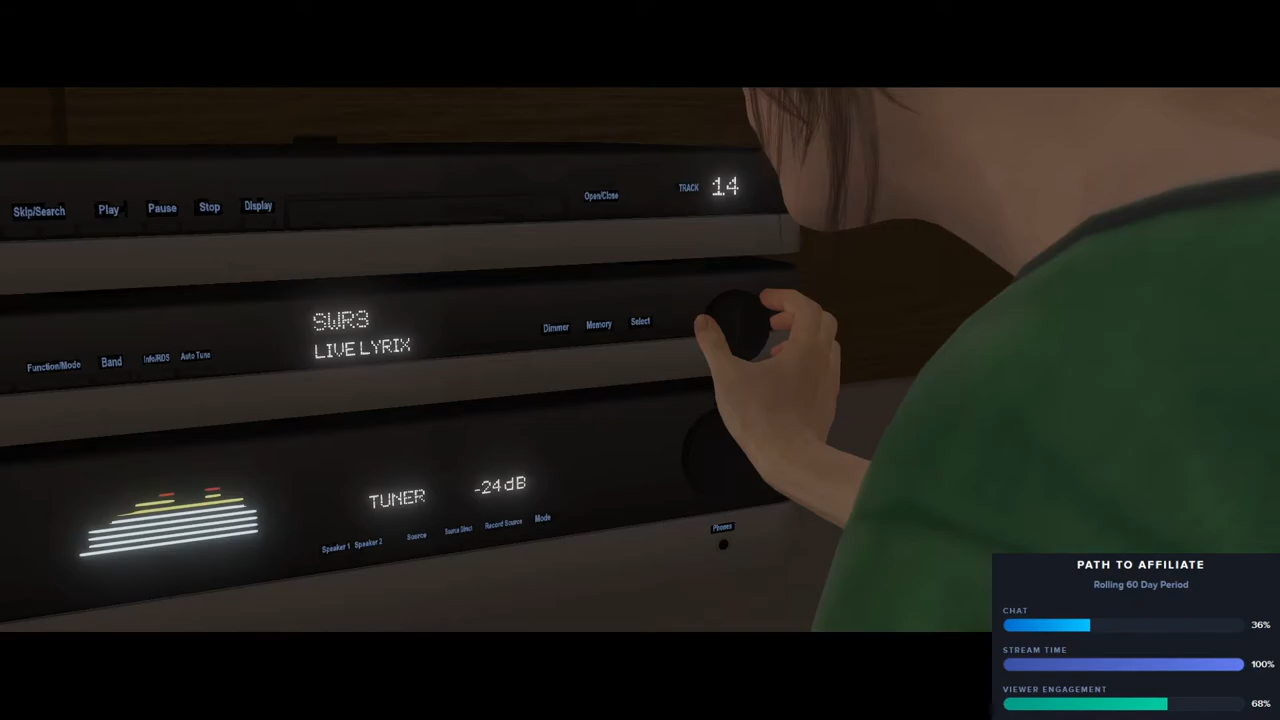 Skip/Search Play Pause Stop Display Open/Close TRACK 14
SWR3
LIVE LYRIX
Function/Mode Band Info/RDS Auto Tune Dimmer Memory Select
TUNER -24dB
Speaker 1 Speaker 2 Source Source Direct Record Source Mode
Phones
PATH TO AFFILIATE
Rolling 60 Day Period
CHAT
36%
STREAM TIME
100%
VIEWER ENGAGEMENT
68%